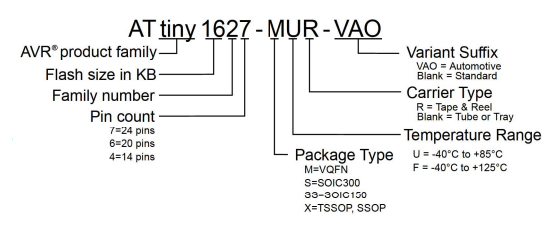 ATtiny1627-MUR-VAO
AVR® product family
Flash size in KB
Family number
Pin count
7=24 pins
6=20 pins
4=14 pins
Variant Suffix
VAO = Automotive
Blank = Standard
Carrier Type
R = Tape & Reel
Blank = Tube or Tray
Temperature Range
U = -40°C to +85°C
F = -40°C to +125°C
Package Type
M=VQFN
S=SOIC300
SS=SOIC150
X=TSSOP, SSOP